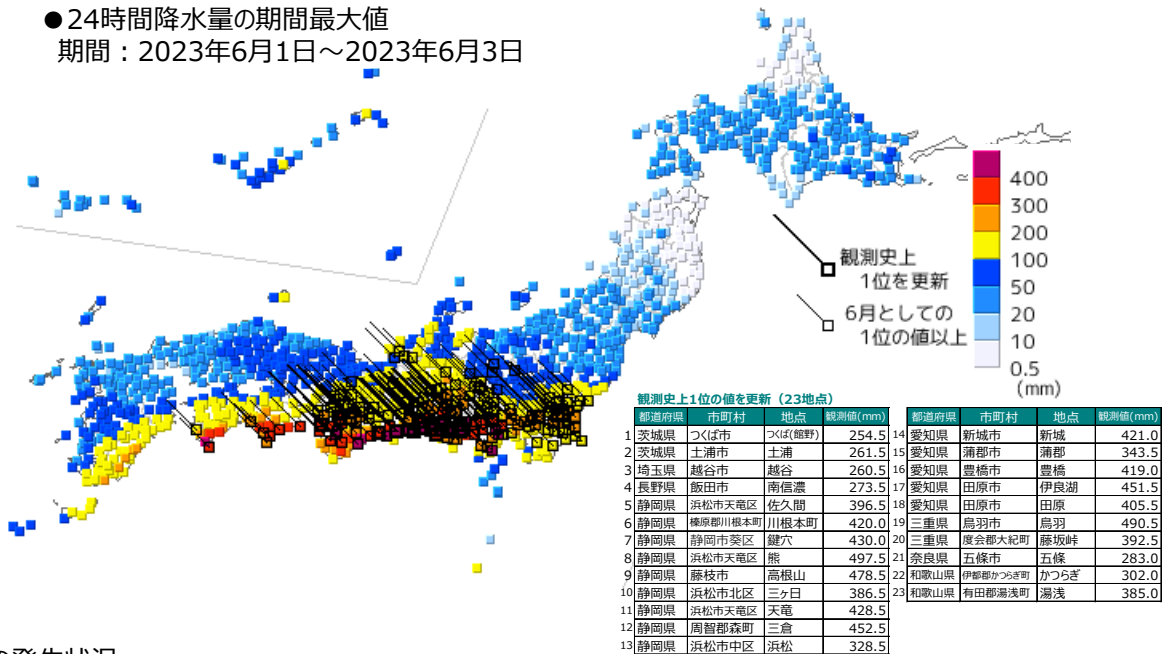 ●24時間降水量の期間最大値
期間：2023年6月1日～2023年6月3日
400
300
200
100
50
20
10
0.5
(mm)
観測史上
1位を更新
6月としての
1位の値以上
観測史上1位の値を更新（23地点）
都道府県 市町村 地点 観測値(mm)
1 茨城県 つくば市 つくば(館野) 254.5
2 茨城県 土浦市 土浦 261.5
3 埼玉県 越谷市 越谷 260.5
4 長野県 飯田市 南信濃 273.5
5 静岡県 浜松市天竜区 佐久間 396.5
6 静岡県 榛原郡川根本町 川根本町 420.0
7 静岡県 静岡市葵区 鍵穴 430.0
8 静岡県 浜松市天竜区 熊 497.5
9 静岡県 藤枝市 高根山 478.5
10 静岡県 浜松市北区 三ヶ日 386.5
11 静岡県 浜松市天竜区 天竜 428.5
12 静岡県 周智郡森町 三倉 452.5
13 静岡県 浜松市中区 浜松 328.5
都道府県 市町村 地点 観測値(mm)
14 愛知県 新城市 新城 421.0
15 愛知県 蒲郡市 蒲郡 343.5
16 愛知県 豊橋市 豊橋 419.0
17 愛知県 田原市 伊良湖 451.5
18 愛知県 田原市 田原 405.5
19 三重県 鳥羽市 鳥羽 490.5
20 三重県 度会郡大紀町 藤坂峠 392.5
21 奈良県 五條市 五條 283.0
22 和歌山県 伊都郡かつらぎ町 かつらぎ 302.0
23 和歌山県 有田郡湯浅町 湯浅 385.0
の発生状況